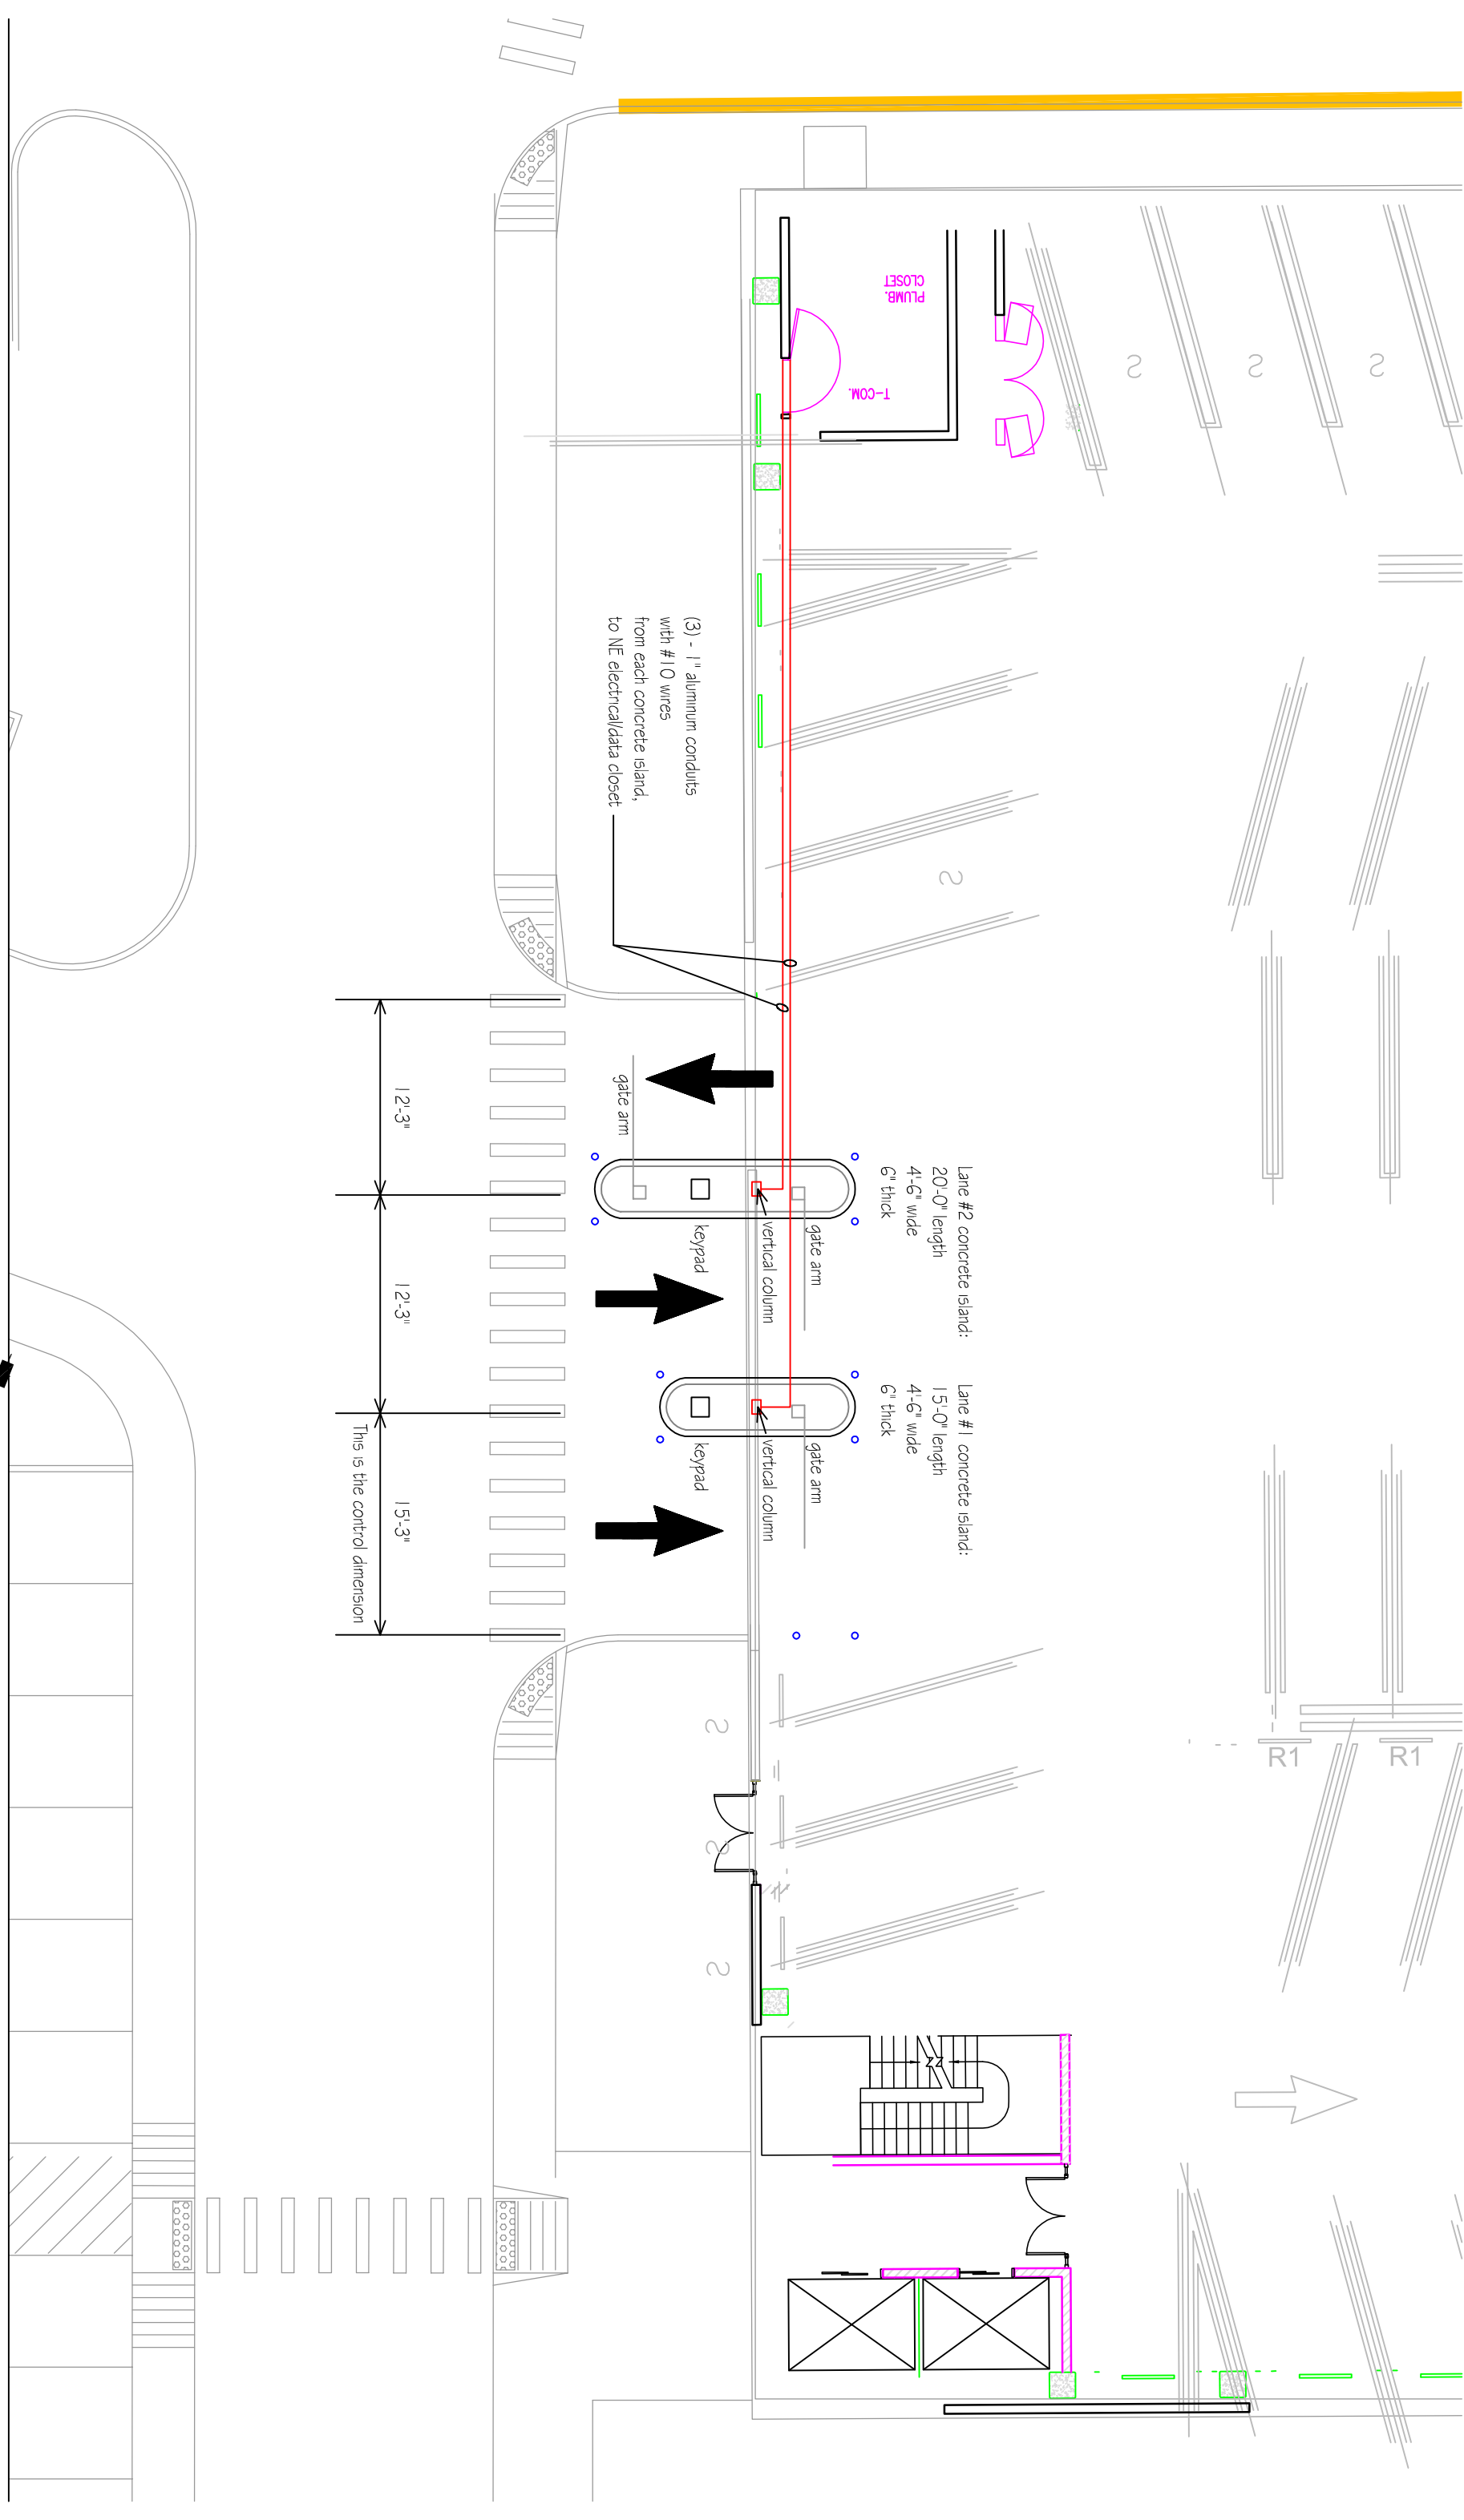 PLUMB.
CLOSET
T-COM.
S
S
S
(3) - 1" aluminum conduits
with #10 wires
from each concrete island,
to NE electrical/data closet
S
gate arm
12'-3"
Lane #2 concrete island:
20'-0" length
4'-6" wide
6" thick
gate arm
vertical column
keypad
12'-3"
Lane #1 concrete island:
15'-0" length
4'-6" wide
6" thick
gate arm
vertical column
keypad
15'-3"
This is the control dimension
S
S
S
R1
R1